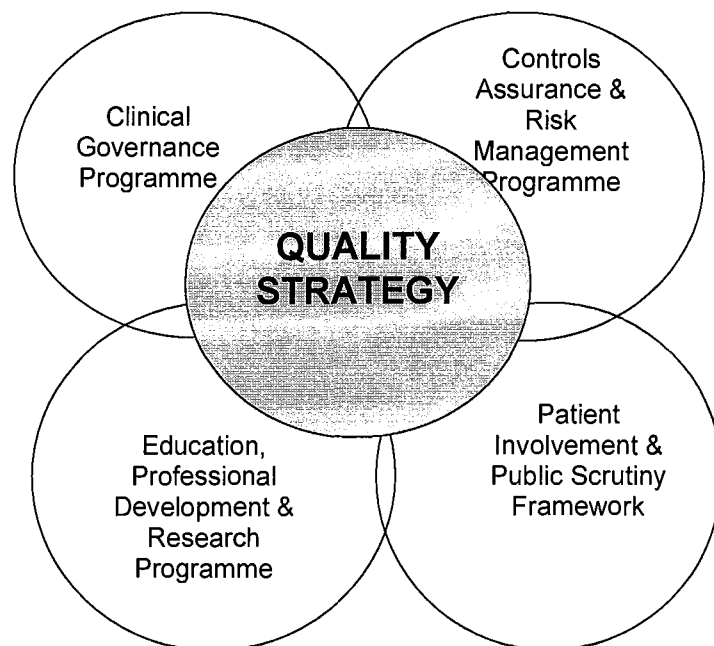 Clinical
Governance
Programme
Controls
Assurance &
Risk
Management
Programme
QUALITY
STRATEGY
Education,
Professional
Development &
Research
Programme
Patient
Involvement &
Public Scrutiny
Framework